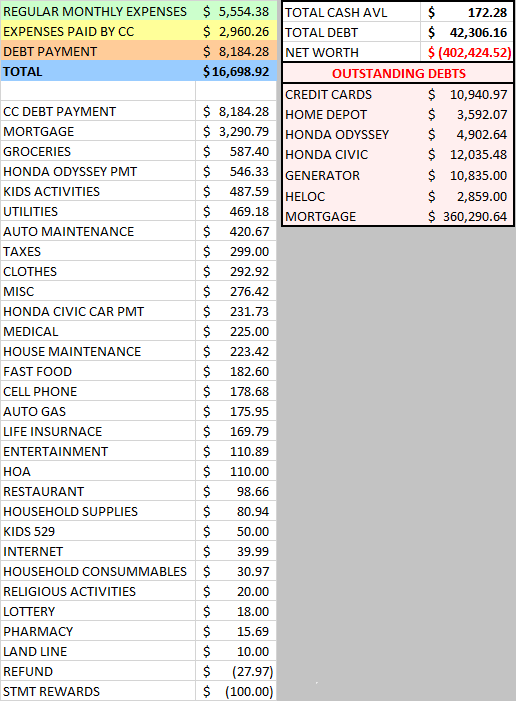 REGULAR MONTHLY EXPENSES $ 5,554.38
EXPENSES PAID BY CC $ 2,960.26
DEBT PAYMENT $ 8,184.28
TOTAL $16,698.92
CC DEBT PAYMENT $ 8,184.28
MORTGAGE $ 3,290.79
GROCERIES $ 587.40
HONDA ODYSSEY PMT $ 546.33
KIDS ACTIVITIES $ 487.59
UTILITIES $ 469.18
AUTO MAINTENANCE $ 420.67
TAXES $ 299.00
CLOTHES $ 292.92
MISC $ 276.42
HONDA CIVIC CAR PMT $ 231.73
MEDICAL $ 225.00
HOUSE MAINTENANCE $ 223.42
FAST FOOD $ 182.60
CELL PHONE $ 178.68
AUTO GAS $ 175.95
LIFE INSURNACE $ 169.79
ENTERTAINMENT $ 110.89
HOA $ 110.00
RESTAURANT $ 98.66
HOUSEHOLD SUPPLIES $ 80.94
KIDS 529 $ 50.00
INTERNET $ 39.99
HOUSEHOLD CONSUMMABLES $ 30.97
RELIGIOUS ACTIVITIES $ 20.00
LOTTERY $ 18.00
PHARMACY $ 15.69
LAND LINE $ 10.00
REFUND $ (27.97)
STMT REWARDS $ (100.00)
TOTAL CASH AVL $ 172.28
TOTAL DEBT $ 42,306.16
NET WORTH $ (402,424.52)
OUTSTANDING DEBTS
CREDIT CARDS $ 10,940.97
HOME DEPOT $ 3,592.07
HONDA ODYSSEY $ 4,902.64
HONDA CIVIC $ 12,035.48
GENERATOR $ 10,835.00
HELOC $ 2,859.00
MORTGAGE $ 360,290.64